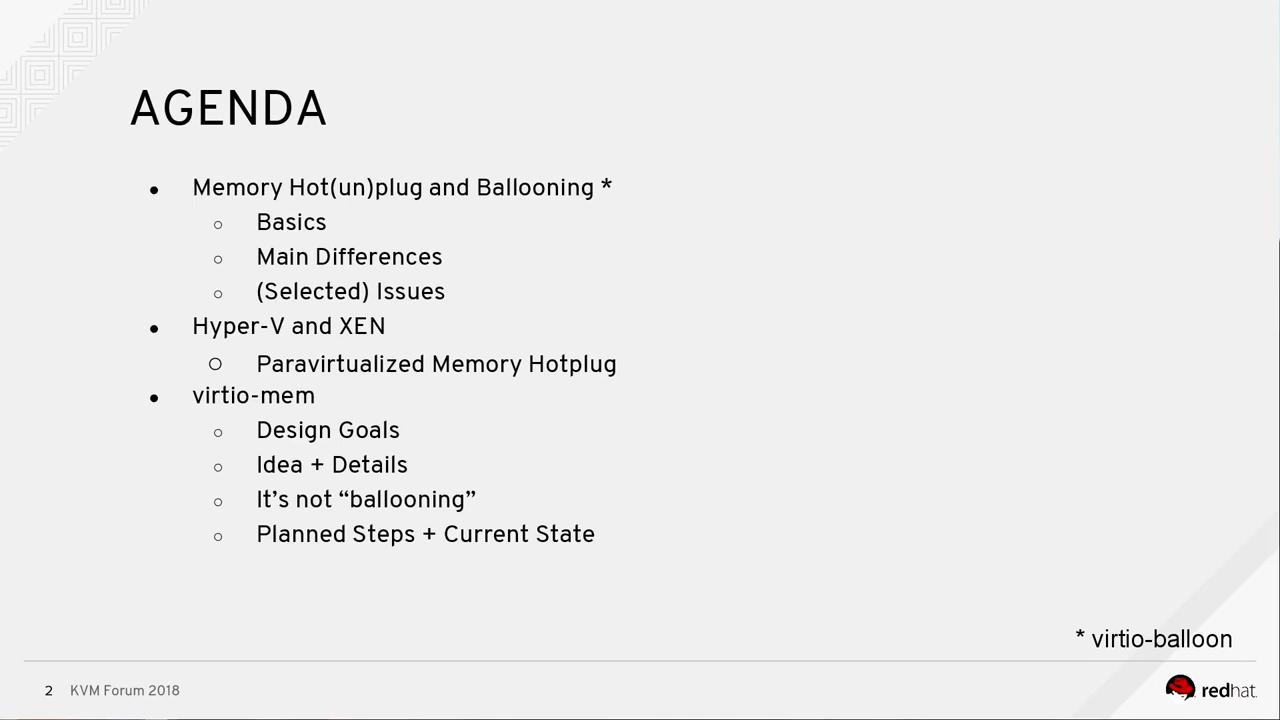 AGENDA
● Memory Hot(un)plug and Ballooning *
○ Basics
○ Main Differences
○ (Selected) Issues
● Hyper-V and XEN
○ Paravirtualized Memory Hotplug
● virtio-mem
○ Design Goals
○ Idea + Details
○ It’s not “ballooning”
○ Planned Steps + Current State
* virtio-balloon
2 KVM Forum 2018
redhat.